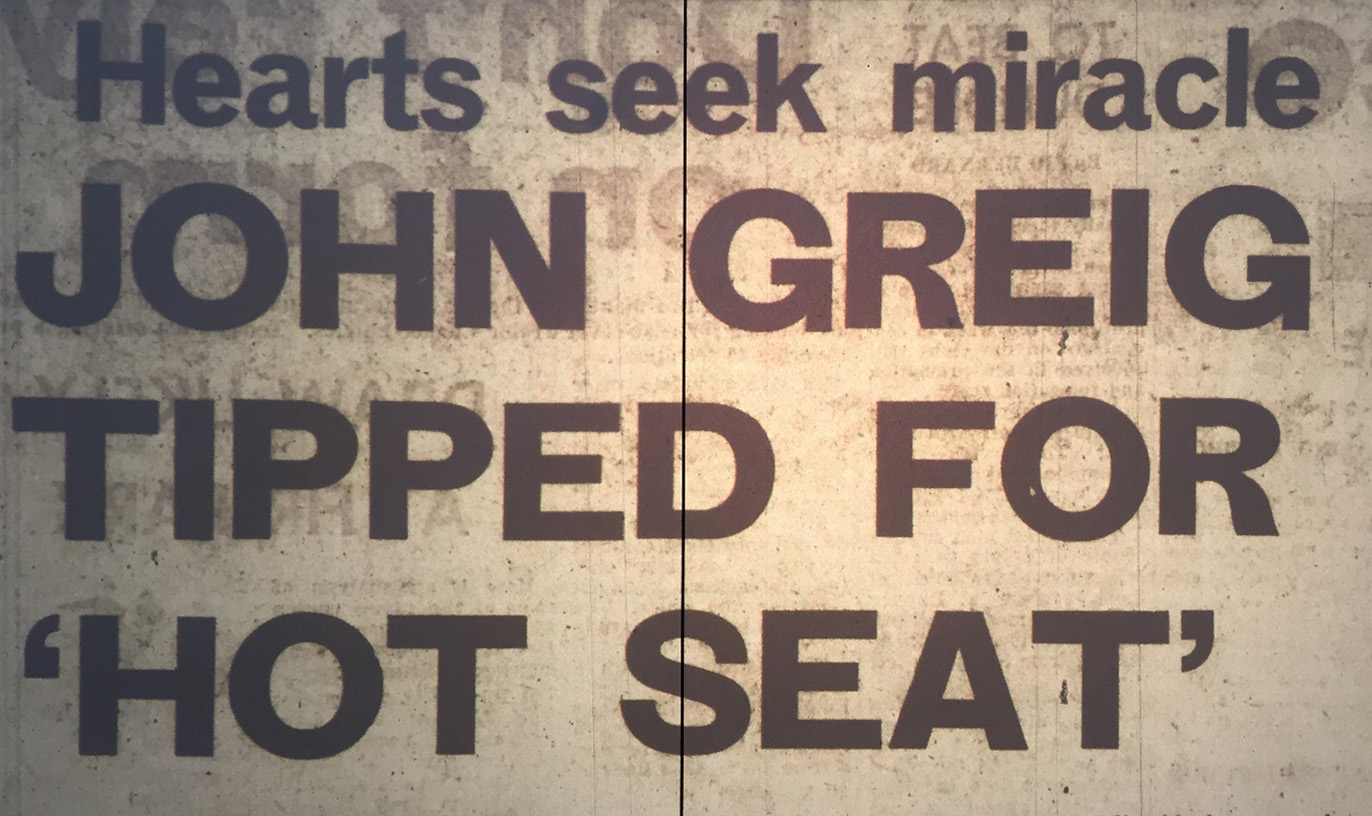 Hearts seek miracle
JOHN GREIG
TIPPED FOR
‘HOT SEAT’